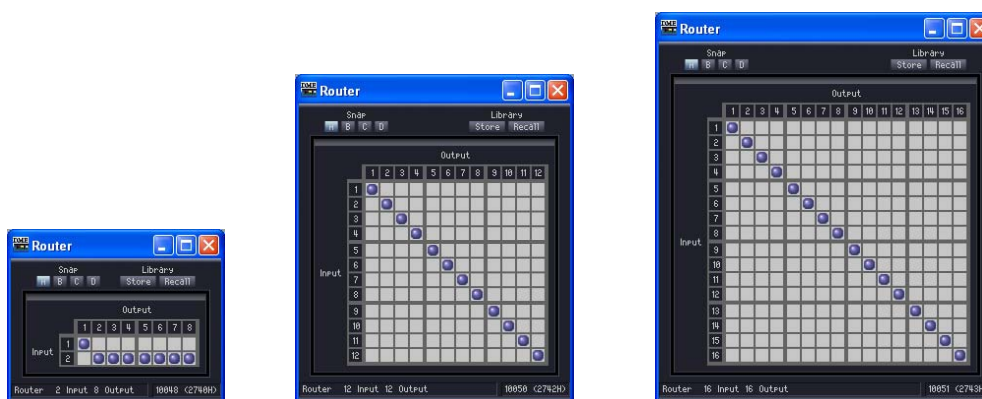 DME Router
Snap Library
A B C D Store Recall
Output
1 2 3 4 5 6 7 8
Input
1
2
Router 2 Input 8 Output 10048 (2740H)
DME Router
Snap Library
A B C D Store Recall
Output
1 2 3 4 5 6 7 8 9 10 11 12
1
2
3
4
5
6
Input
7
8
9
10
11
12
Router 12 Input 12 Output 10050 (2742H)
DME Router
Snap Library
A B C D Store Recall
Output
1 2 3 4 5 6 7 8 9 10 11 12 13 14 15 16
1
2
3
4
5
6
7
8
Input
9
10
11
12
13
14
15
16
Router 16 Input 16 Output 10051 (2743H)